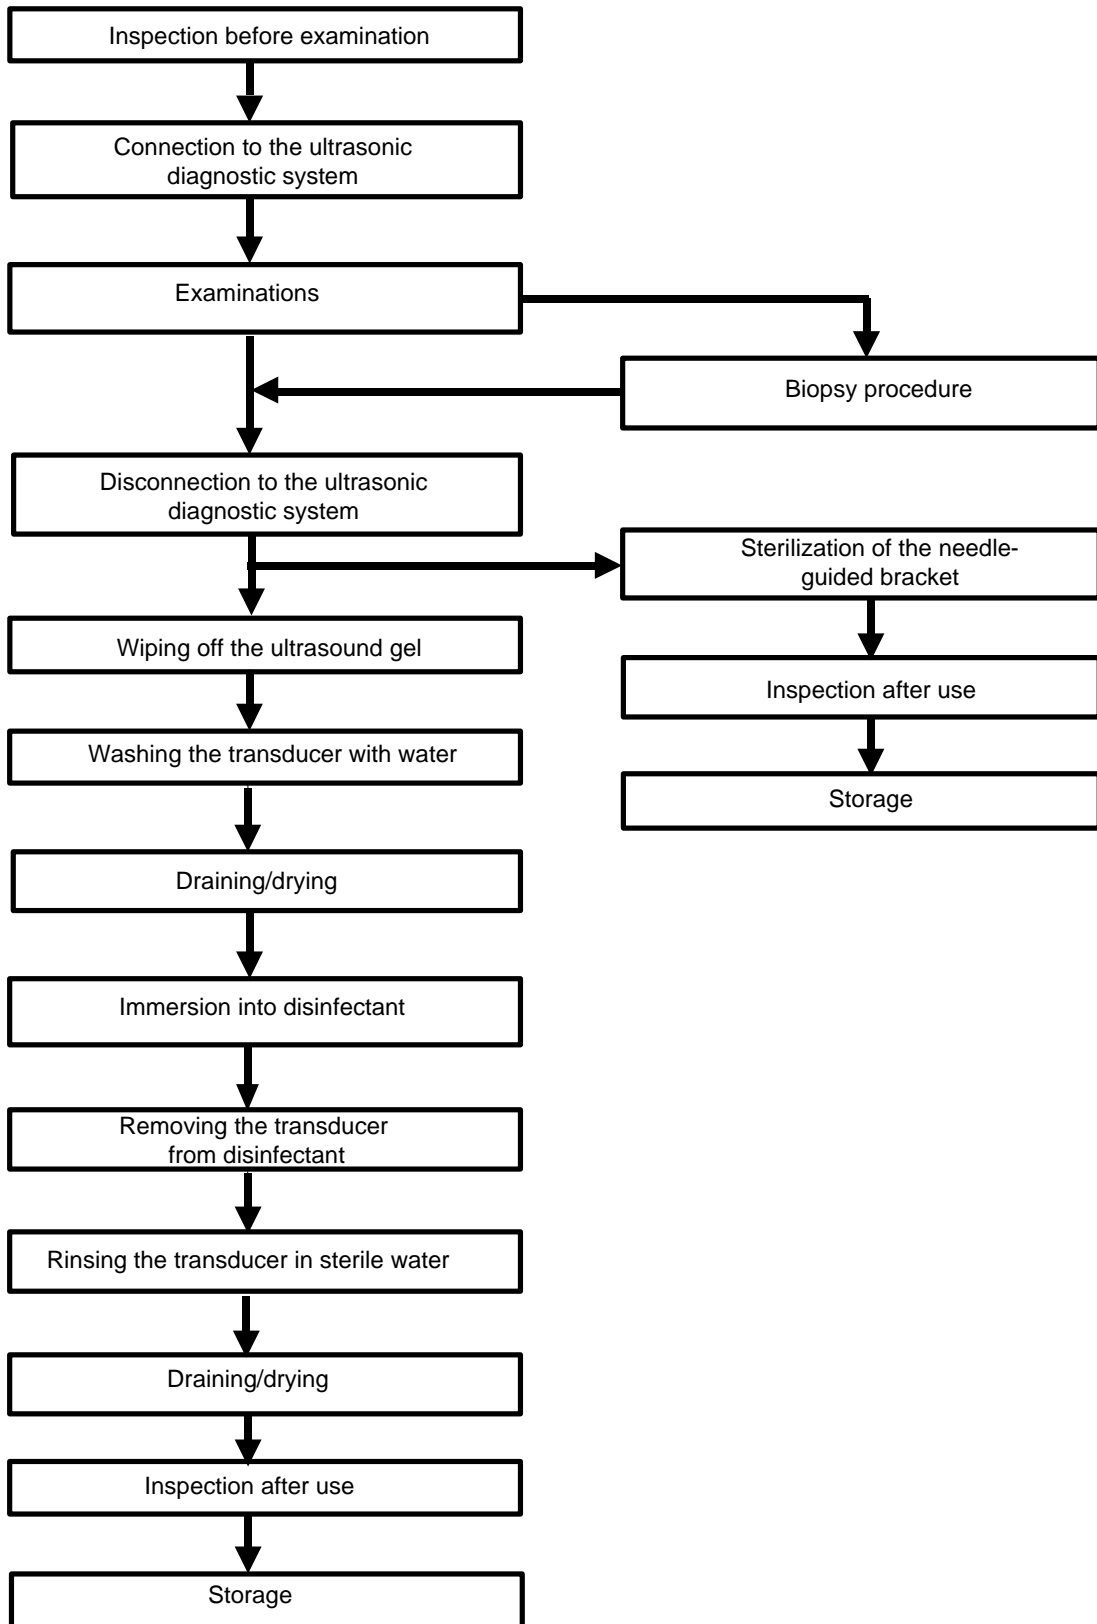 Inspection before examination
Connection to the ultrasonic
diagnostic system
Examinations
Biopsy procedure
Disconnection to the ultrasonic
diagnostic system
Sterilization of the needle-
guided bracket
Wiping off the ultrasound gel
Inspection after use
Washing the transducer with water
Storage
Draining/drying
Immersion into disinfectant
Removing the transducer
from disinfectant
Rinsing the transducer in sterile water
Draining/drying
Inspection after use
Storage